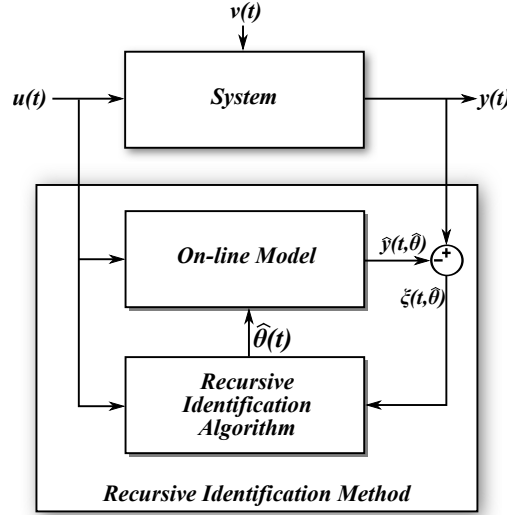 v(t)
u(t)
System
y(t)
On-line Model
ŷ(t,θ̂)
-
+
ξ(t,θ̂)
θ̂(t)
Recursive
Identification
Algorithm
Recursive Identification Method